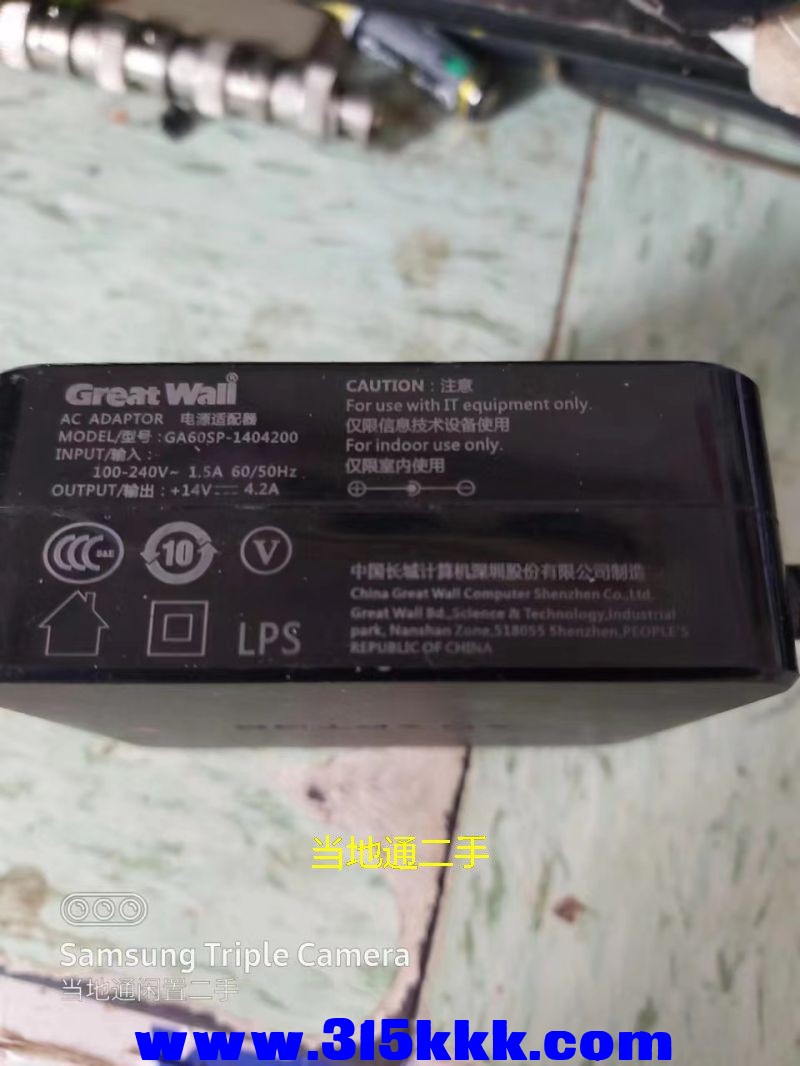 Great Wall®
AC ADAPTOR 电源适配器
MODEL/型号：GA60SP-1404200
INPUT/输入：
100-240V~ 1.5A 60/50Hz
OUTPUT/输出：+14V⎓ 4.2A
CAUTION：注意
For use with IT equipment only.
仅限信息技术设备使用
For indoor use only.
仅限室内使用
CCC S&E
10
V
LPS
中国长城计算机深圳股份有限公司制造
China Great Wall Computer Shenzhen Co.,Ltd.
Great Wall Bd.,Science & Technology,Industrial
park, Nanshan Zone,518055 Shenzhen,PEOPLE'S
REPUBLIC OF CHINA
当地通二手
Samsung Triple Camera
当地通闲置二手
www.315kkk.com